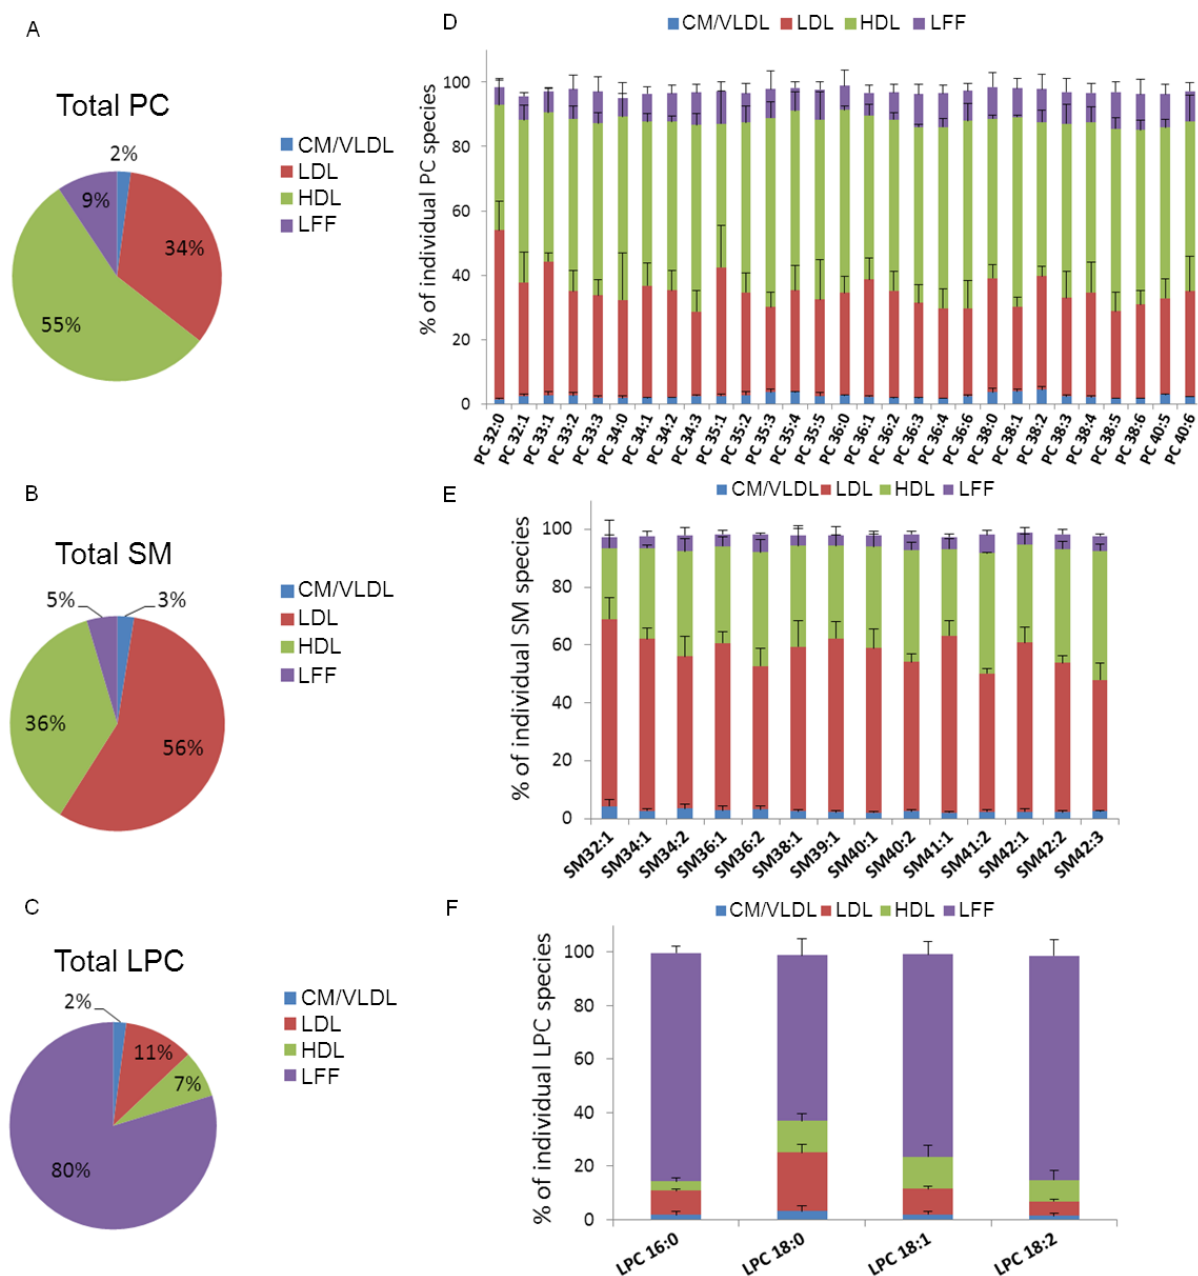 A
Total PC
2%
9%
34%
55%
CM/VLDL
LDL
HDL
LFF
D
CM/VLDL LDL HDL LFF
% of individual PC species
100
80
60
40
20
0
PC 32:0 PC 32:1 PC 33:1 PC 33:2 PC 33:3 PC 34:0 PC 34:1 PC 34:2 PC 34:3 PC 35:1 PC 35:2 PC 35:3 PC 35:4 PC 35:5 PC 36:0 PC 36:1 PC 36:2 PC 36:3 PC 36:4 PC 36:6 PC 38:0 PC 38:1 PC 38:2 PC 38:3 PC 38:4 PC 38:5 PC 38:6 PC 40:5 PC 40:6
B
Total SM
5% 3%
36%
56%
CM/VLDL
LDL
HDL
LFF
E
CM/VLDL LDL HDL LFF
% of individual SM species
100
80
60
40
20
0
SM32:1 SM34:1 SM34:2 SM36:1 SM36:2 SM38:1 SM39:1 SM40:1 SM40:2 SM41:1 SM41:2 SM42:1 SM42:2 SM42:3
C
Total LPC
2%
11%
7%
80%
CM/VLDL
LDL
HDL
LFF
F
CM/VLDL LDL HDL LFF
% of individual LPC species
100
80
60
40
20
0
LPC 16:0 LPC 18:0 LPC 18:1 LPC 18:2